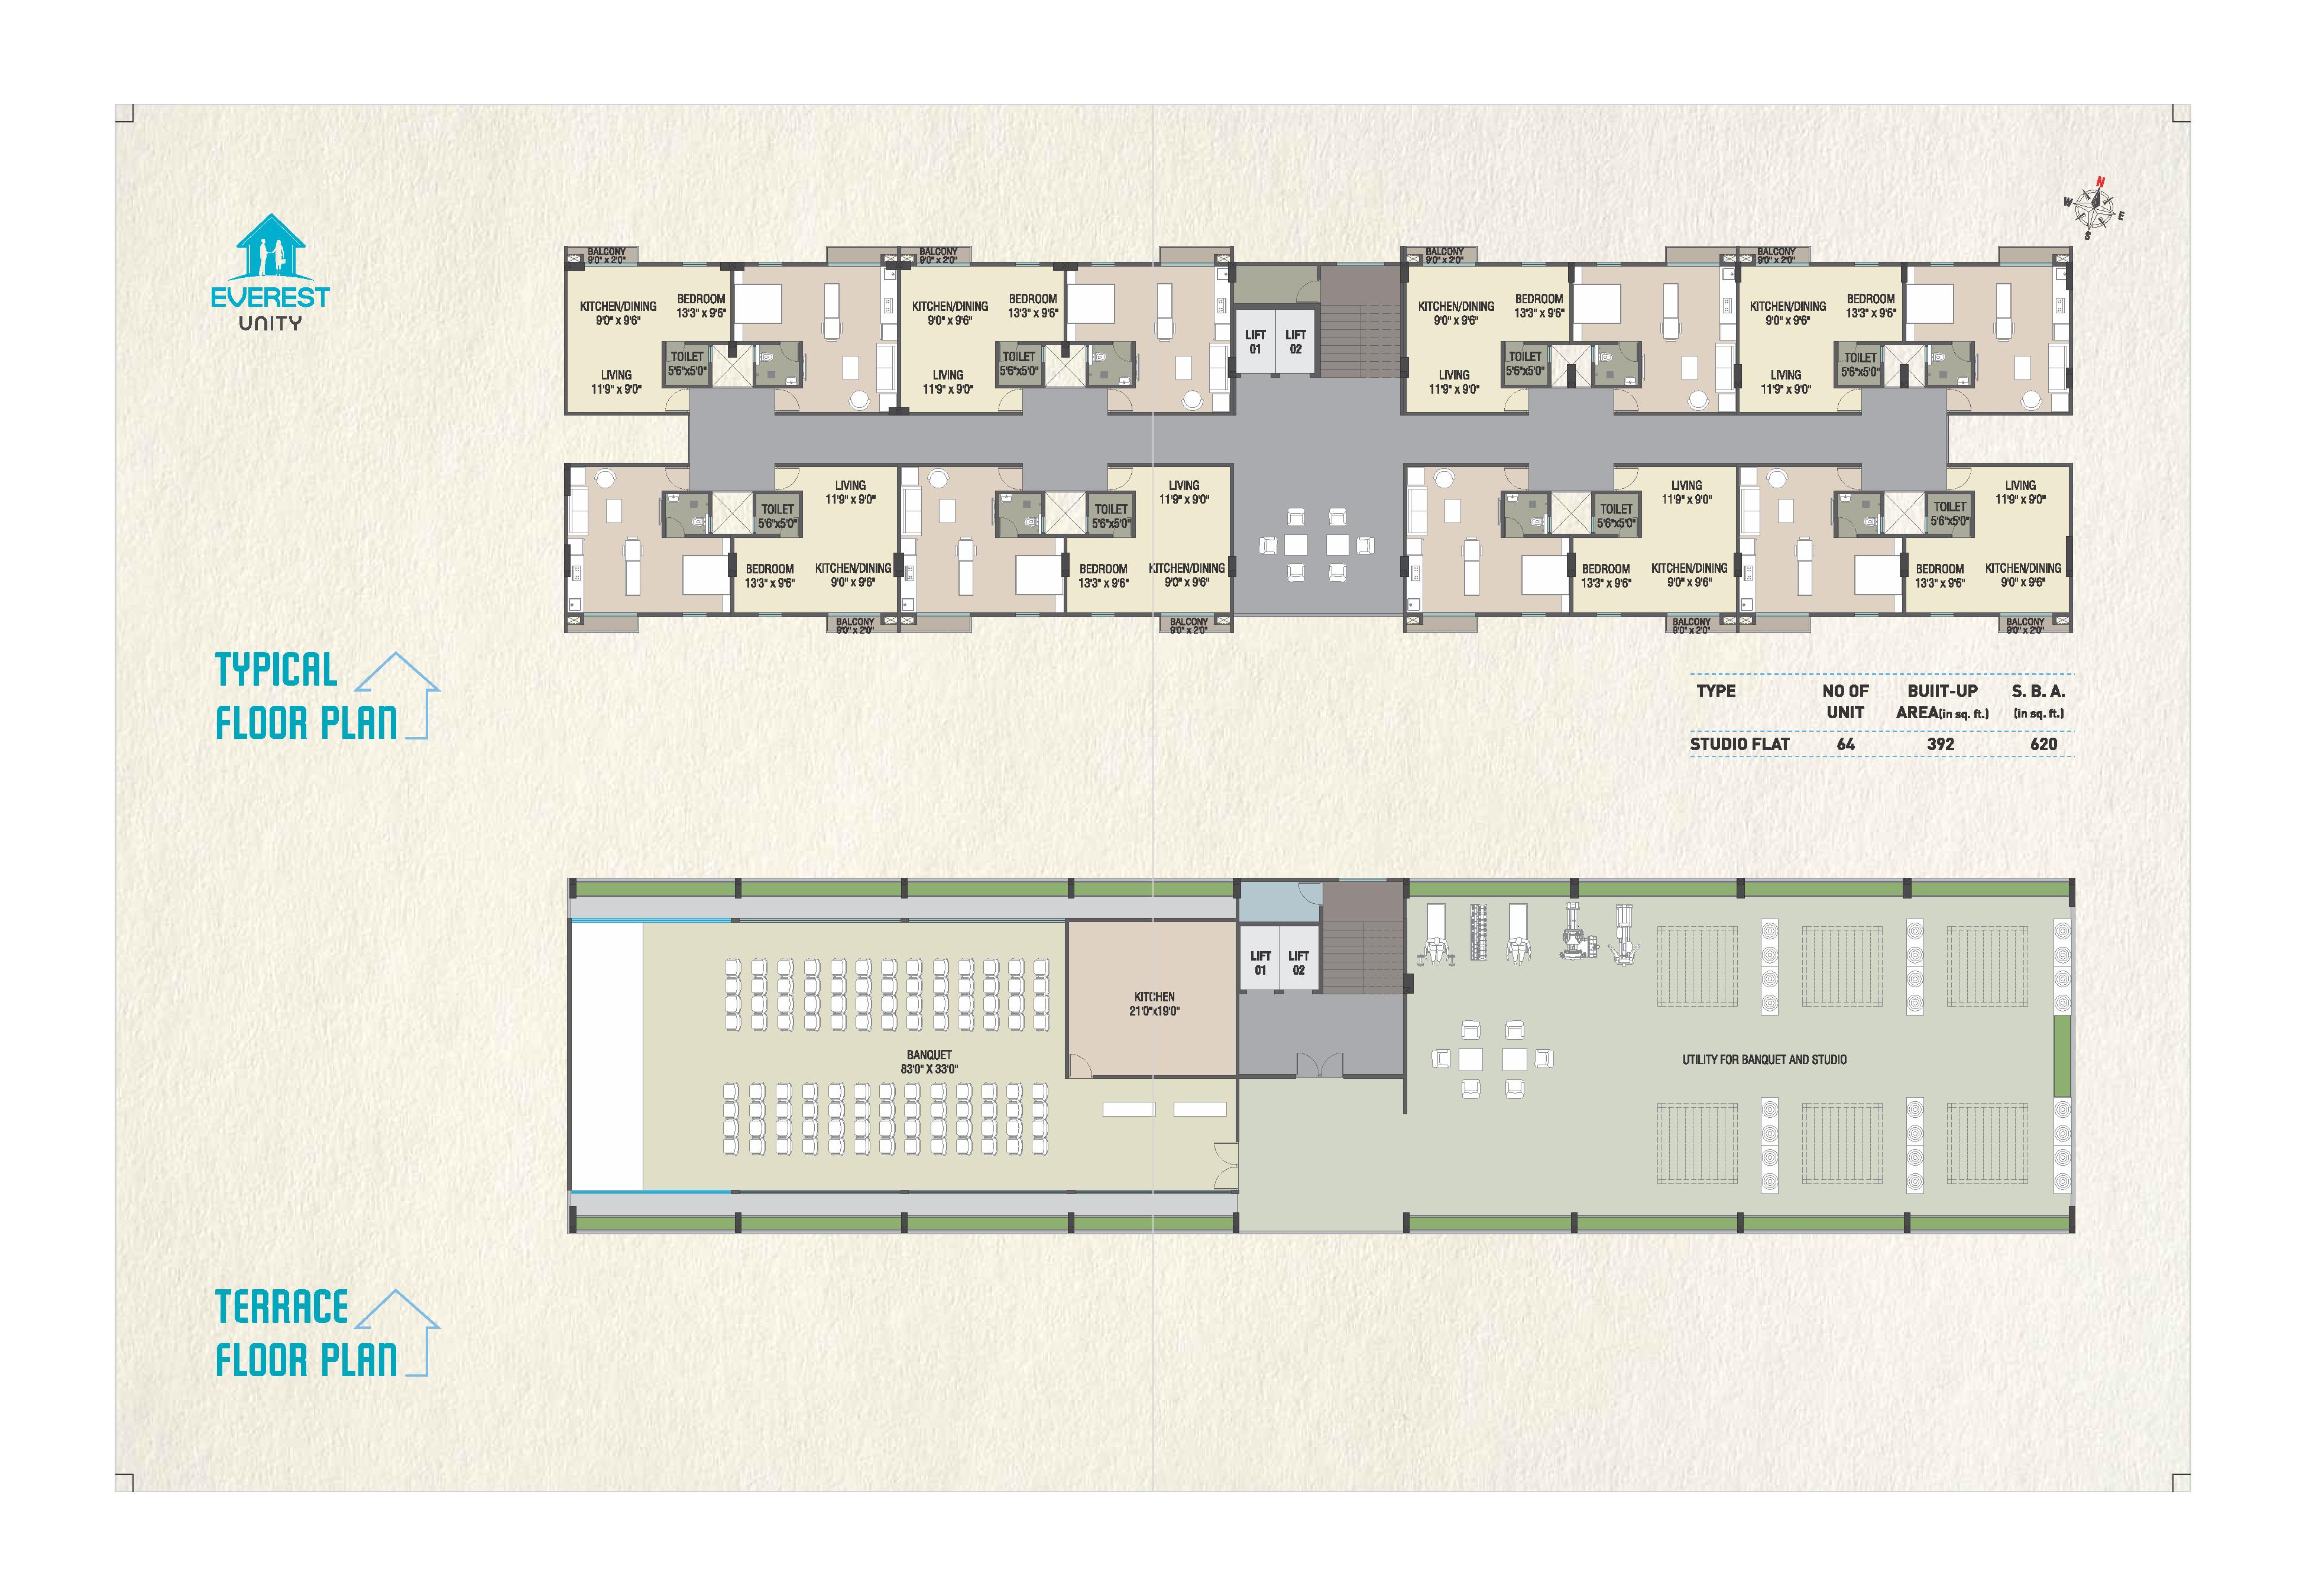 EVEREST
UNITY
N
W
E
S
BALCONY
9'0" x 2'0"
BALCONY
9'0" x 2'0"
BALCONY
9'0" x 2'0"
BALCONY
9'0" x 2'0"
KITCHEN/DINING
9'0" x 9'6"
BEDROOM
13'3" x 9'6"
TOILET
5'6"x5'0"
LIVING
11'9" x 9'0"
KITCHEN/DINING
9'0" x 9'6"
BEDROOM
13'3" x 9'6"
TOILET
5'6"x5'0"
LIVING
11'9" x 9'0"
LIFT
01
LIFT
02
KITCHEN/DINING
9'0" x 9'6"
BEDROOM
13'3" x 9'6"
TOILET
5'6"x5'0"
LIVING
11'9" x 9'0"
KITCHEN/DINING
9'0" x 9'6"
BEDROOM
13'3" x 9'6"
TOILET
5'6"x5'0"
LIVING
11'9" x 9'0"
LIVING
11'9" x 9'0"
TOILET
5'6"x5'0"
BEDROOM
13'3" x 9'6"
KITCHEN/DINING
9'0" x 9'6"
LIVING
11'9" x 9'0"
TOILET
5'6"x5'0"
BEDROOM
13'3" x 9'6"
KITCHEN/DINING
9'0" x 9'6"
LIVING
11'9" x 9'0"
TOILET
5'6"x5'0"
BEDROOM
13'3" x 9'6"
KITCHEN/DINING
9'0" x 9'6"
LIVING
11'9" x 9'0"
TOILET
5'6"x5'0"
BEDROOM
13'3" x 9'6"
KITCHEN/DINING
9'0" x 9'6"
BALCONY
9'0" x 2'0"
BALCONY
9'0" x 2'0"
BALCONY
9'0" x 2'0"
BALCONY
9'0" x 2'0"
TYPICAL
FLOOR PLAN
TYPE NO OF BUIIT-UP S. B. A.
UNIT AREA(in sq. ft.) (in sq. ft.)
STUDIO FLAT 64 392 620
LIFT
01
LIFT
02
KITCHEN
21'0"x19'0"
BANQUET
83'0" X 33'0"
UTILITY FOR BANQUET AND STUDIO
TERRACE
FLOOR PLAN